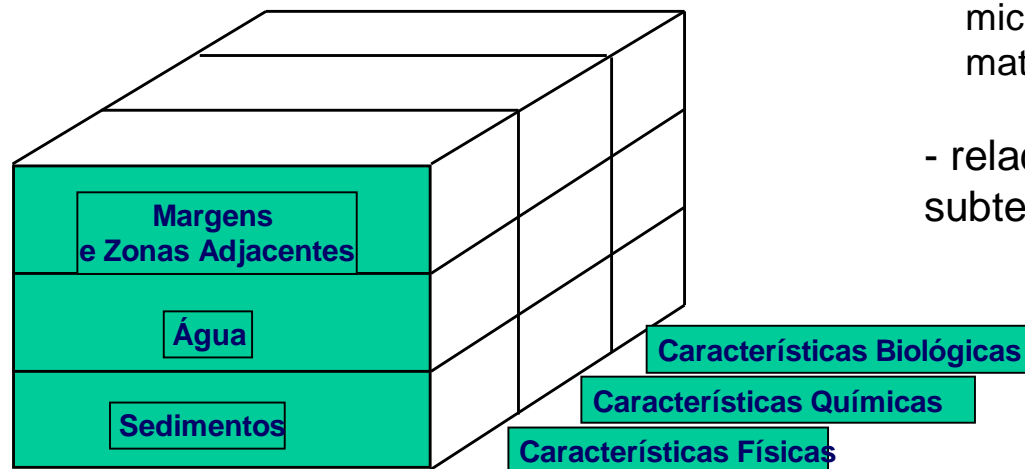 Margens
e Zonas Adjacentes
Água
Sedimentos
Características Biológicas
Características Químicas
Características Físicas
-